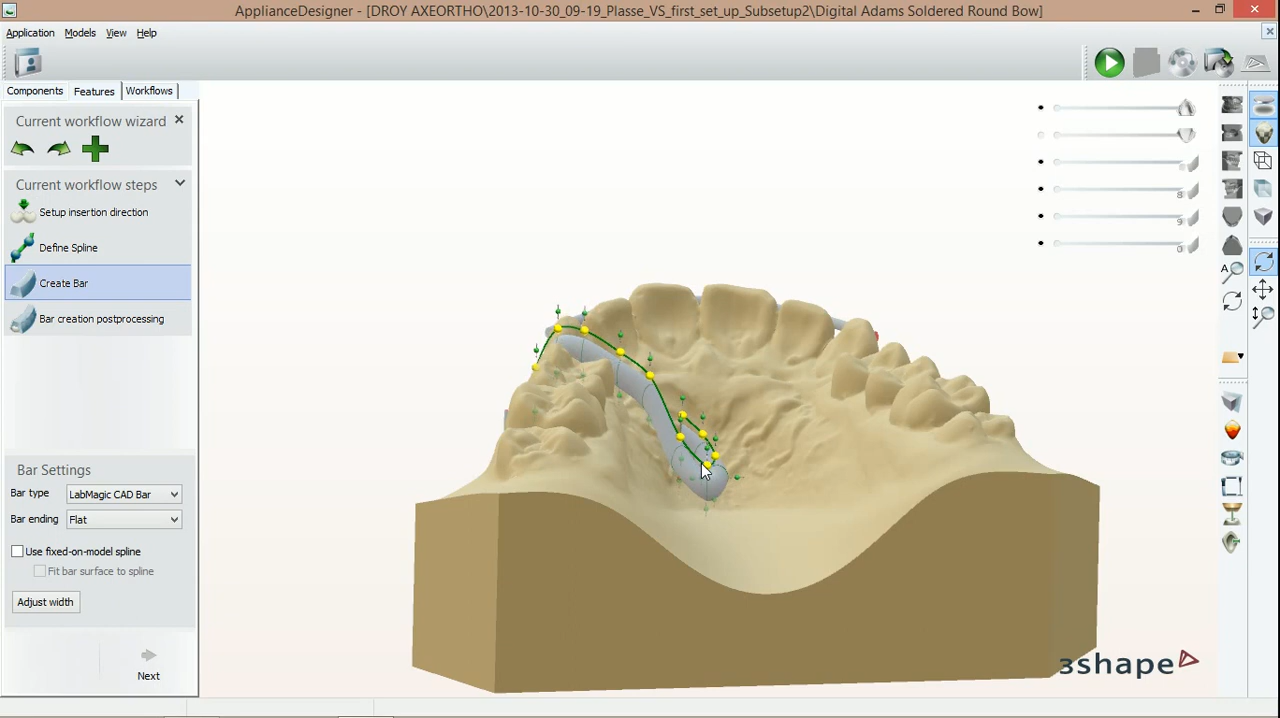 ApplianceDesigner - [DROY AXEORTHO\2013-10-30_09-19_Plasse_VS_first_set_up_Subsetup2\Digital Adams Soldered Round Bow]
Application Models View Help
Components Features Workflows
Current workflow wizard
Current workflow steps
Setup insertion direction
Define Spline
Create Bar
Bar creation postprocessing
Bar Settings
Bar type LabMagic CAD Bar
Bar ending Flat
Use fixed-on-model spline
Fit bar surface to spline
Adjust width
Next
8
9
0
A
3shape